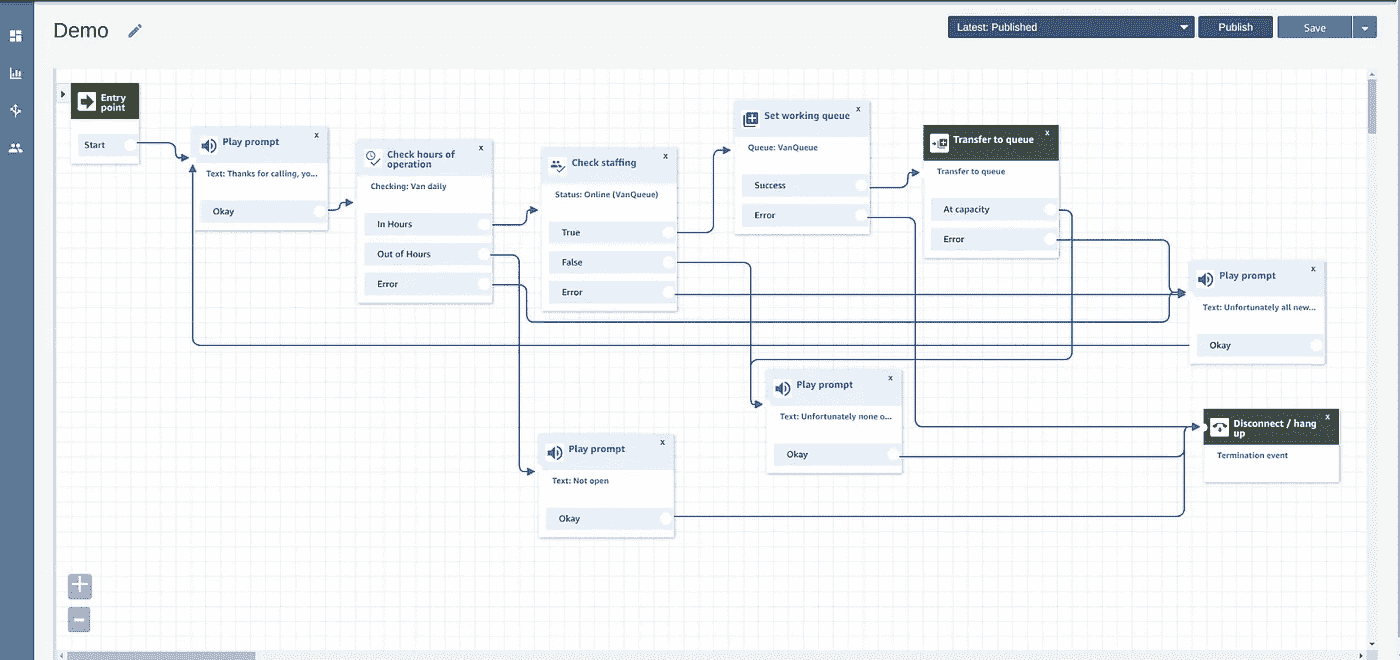 Demo
Latest: Published
Publish
Save
Entry
point
Start
Play prompt
x
Text: Thanks for calling, yo...
Okay
Check hours of
operation
x
Checking: Van daily
In Hours
Out of Hours
Error
Check staffing
x
Status: Online (VanQueue)
True
False
Error
Set working queue
x
Queue: VanQueue
Success
Error
Transfer to queue
x
Transfer to queue
At capacity
Error
Play prompt
x
Text: Unfortunately all new...
Okay
Play prompt
x
Text: Unfortunately none o...
Okay
Disconnect / hang
up
x
Termination event
Play prompt
x
Text: Not open
Okay